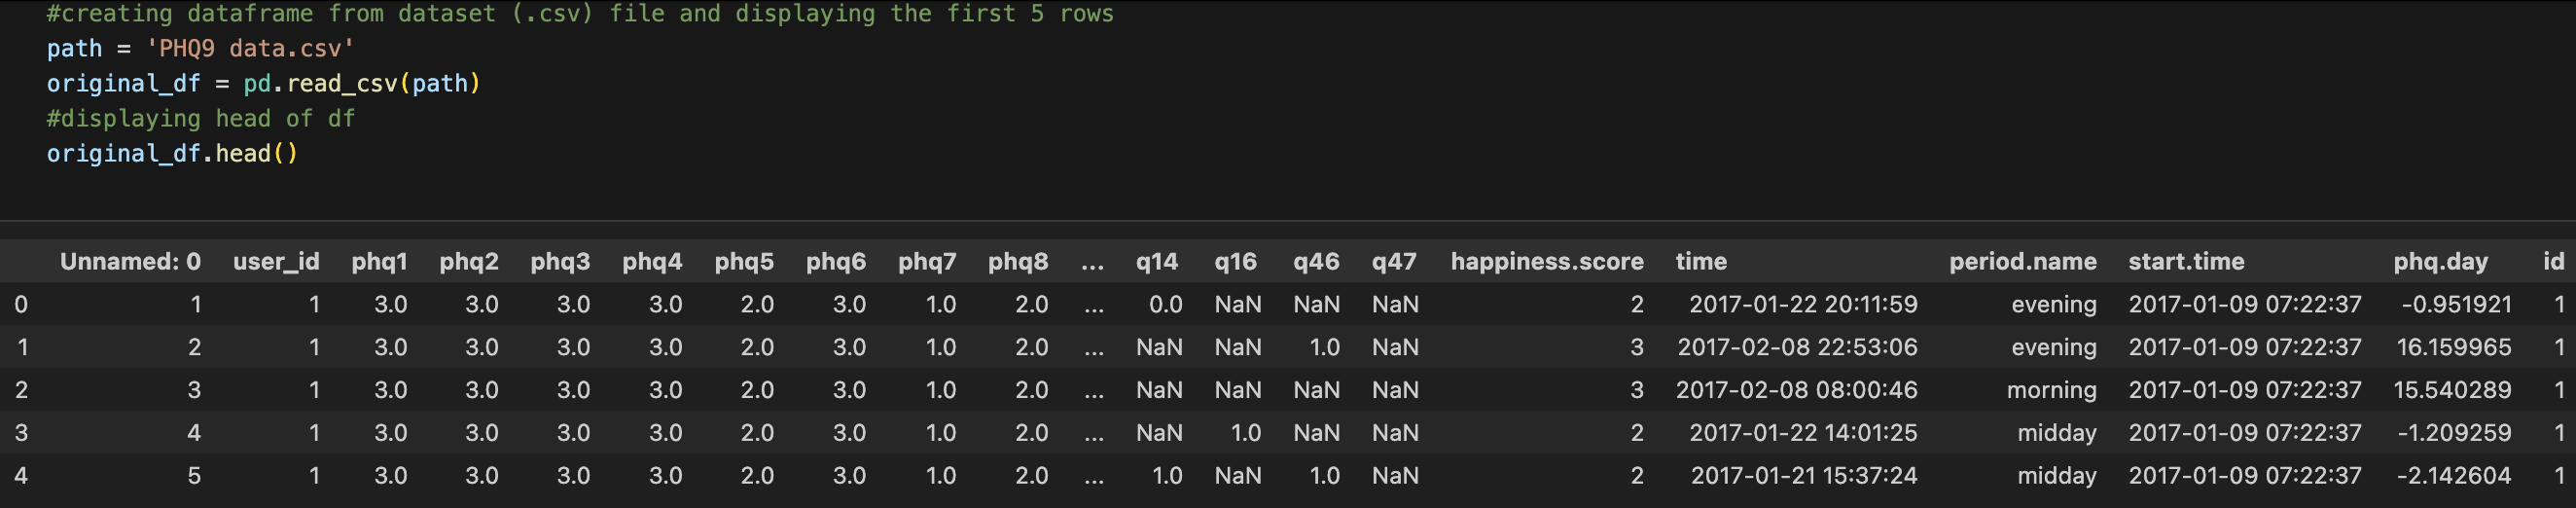 #creating dataframe from dataset (.csv) file and displaying the first 5 rows
path = 'PHQ9 data.csv'
original_df = pd.read_csv(path)
#displaying head of df
original_df.head()
Unnamed: 0 user_id phq1 phq2 phq3 phq4 phq5 phq6 phq7 phq8 ... q14 q16 q46 q47 happiness.score time period.name start.time phq.day id
0 1 1 3.0 3.0 3.0 3.0 2.0 3.0 1.0 2.0 ... 0.0 NaN NaN NaN 2 2017-01-22 20:11:59 evening 2017-01-09 07:22:37 -0.951921 1
1 2 1 3.0 3.0 3.0 3.0 2.0 3.0 1.0 2.0 ... NaN NaN 1.0 NaN 3 2017-02-08 22:53:06 evening 2017-01-09 07:22:37 16.159965 1
2 3 1 3.0 3.0 3.0 3.0 2.0 3.0 1.0 2.0 ... NaN NaN NaN NaN 3 2017-02-08 08:00:46 morning 2017-01-09 07:22:37 15.540289 1
3 4 1 3.0 3.0 3.0 3.0 2.0 3.0 1.0 2.0 ... NaN 1.0 NaN NaN 2 2017-01-22 14:01:25 midday 2017-01-09 07:22:37 -1.209259 1
4 5 1 3.0 3.0 3.0 3.0 2.0 3.0 1.0 2.0 ... 1.0 NaN 1.0 NaN 2 2017-01-21 15:37:24 midday 2017-01-09 07:22:37 -2.142604 1